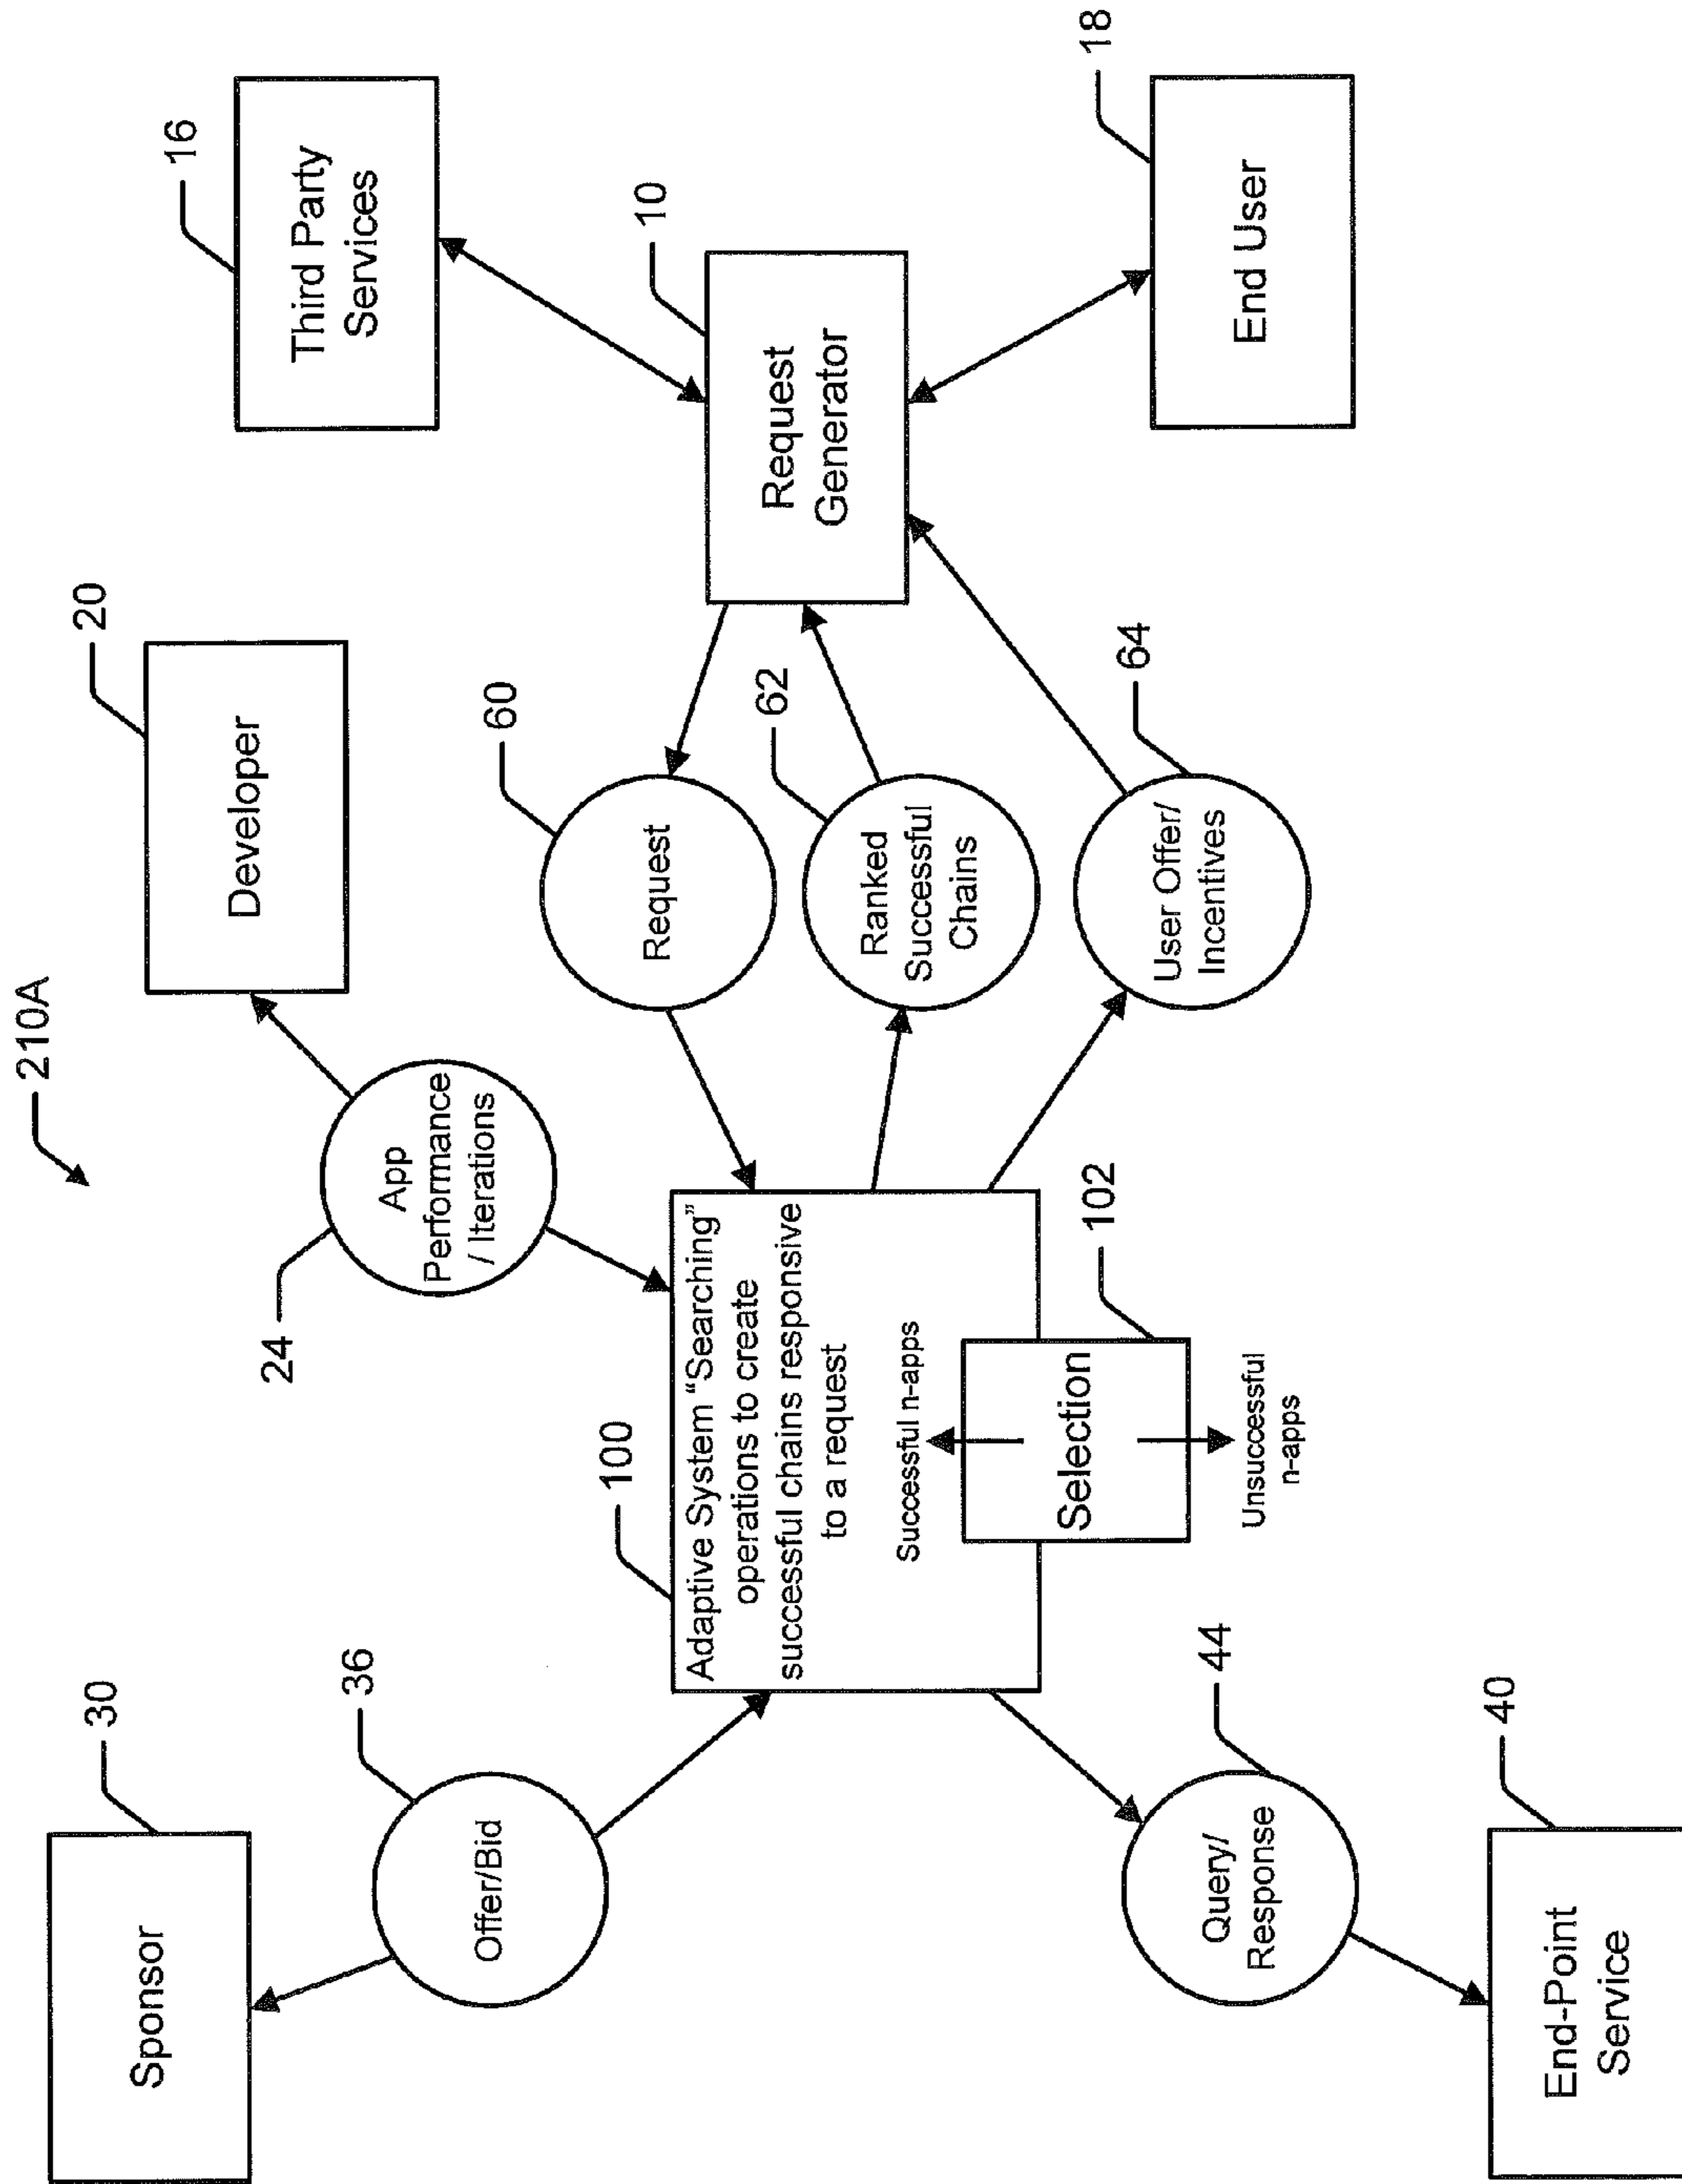 210A
30
Sponsor
36
Offer/Bid
24
App
Performance
/ Iterations
20
Developer
16
Third Party
Services
60
Request
10
Request
Generator
100
Adaptive System “Searching”
operations to create
successful chains responsive
to a request
Successful n-apps
Selection
102
Unsuccessful
n-apps
62
Ranked
Successful
Chains
64
User Offer/
Incentives
44
Query/
Response
40
End-Point
Service
18
End User